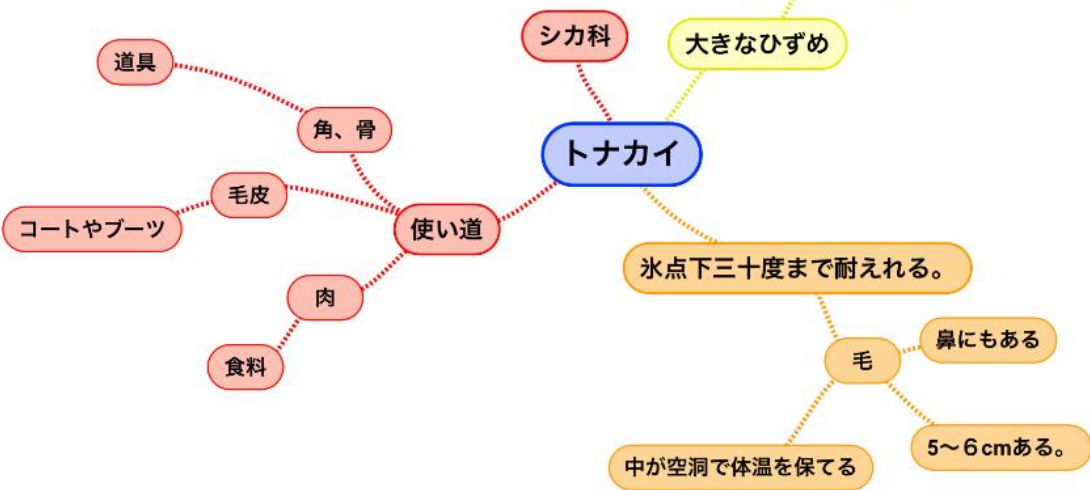 シカ科
大きなひずめ
道具
角、骨
トナカイ
毛皮
コートやブーツ
使い道
氷点下三十度まで耐えれる。
肉
鼻にもある
毛
食料
5〜６cmある。
中が空洞で体温を保てる